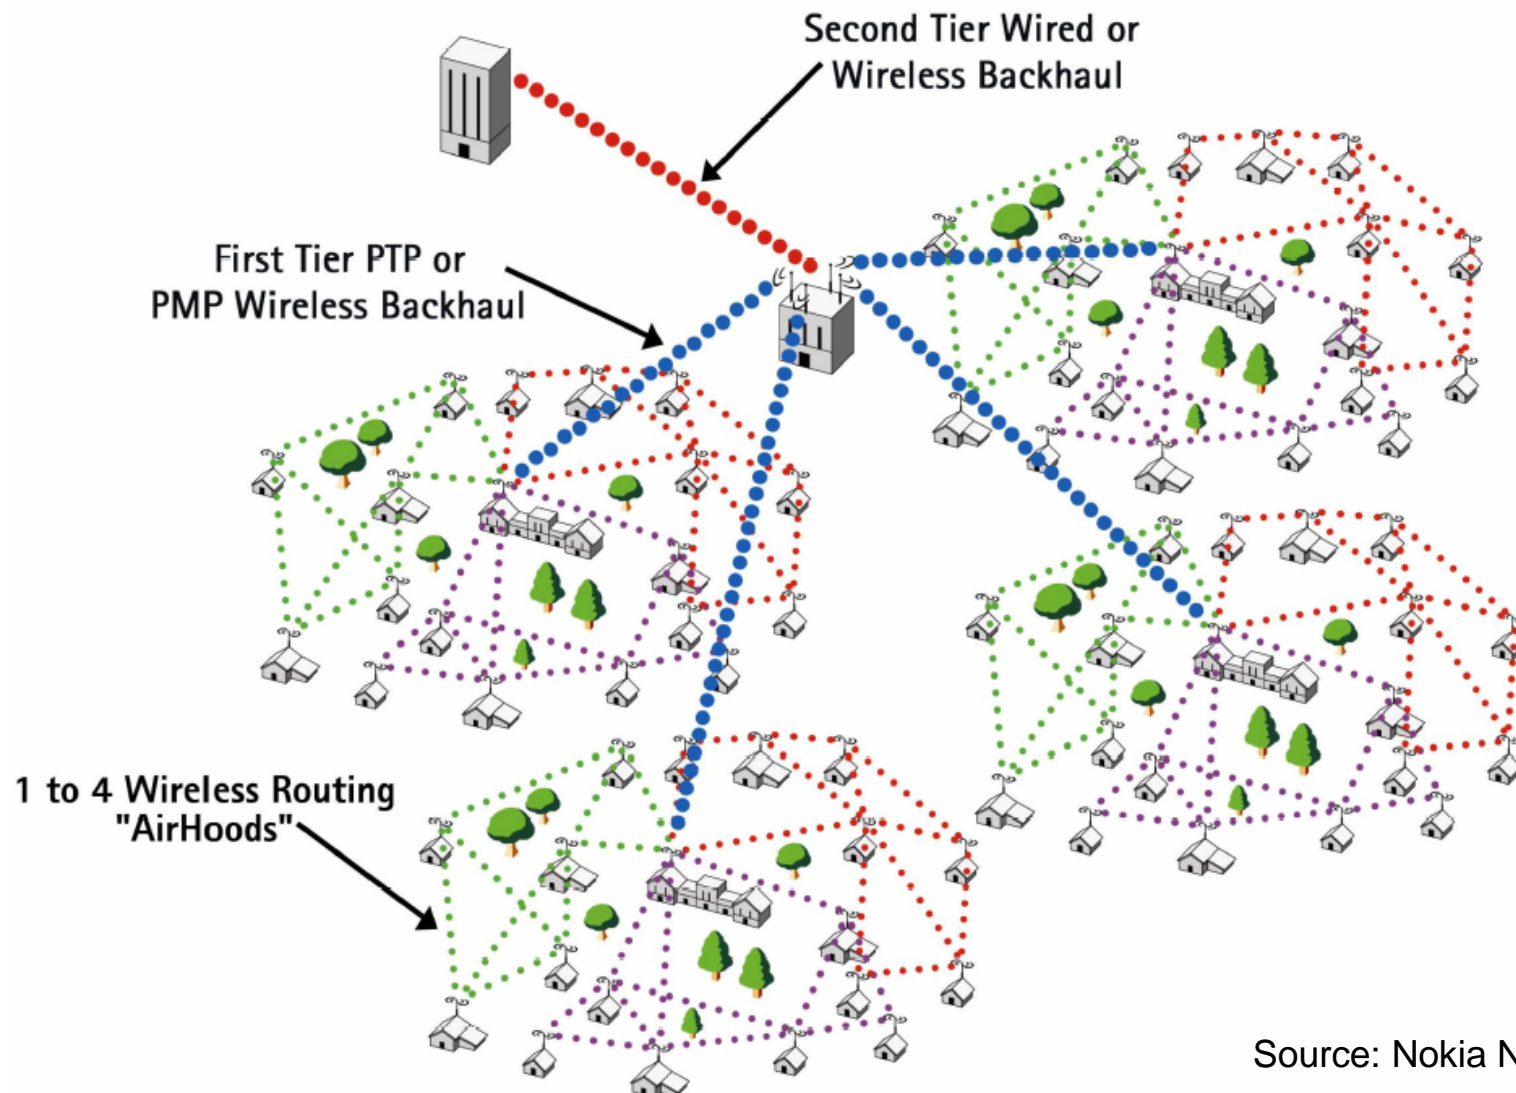 Second Tier Wired or
Wireless Backhaul
First Tier PTP or
PMP Wireless Backhaul
1 to 4 Wireless Routing
"AirHoods"
Source: Nokia N